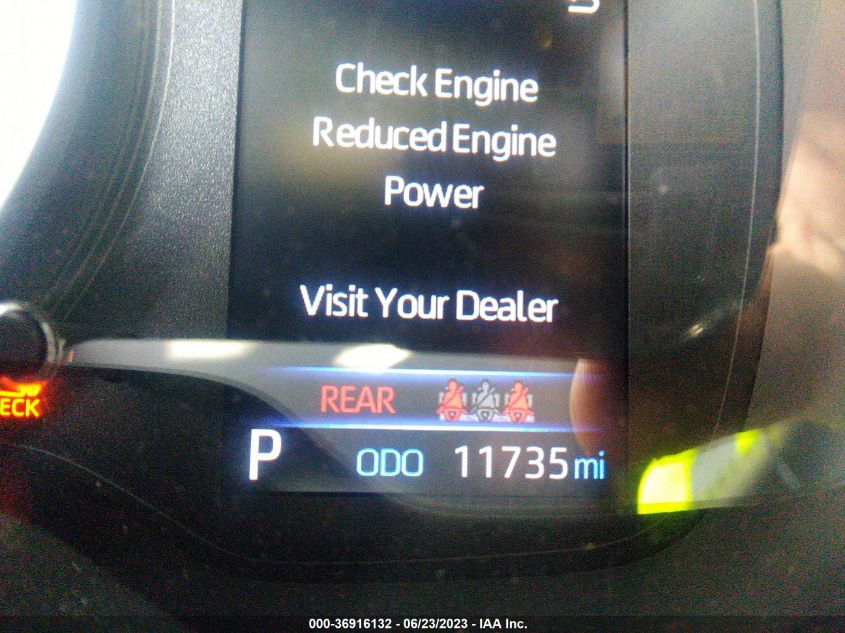 Check Engine
Reduced Engine
Power
Visit Your Dealer
REAR
ECK
P ODO 11735 mi
000-36916132 - 06/23/2023 - IAA Inc.